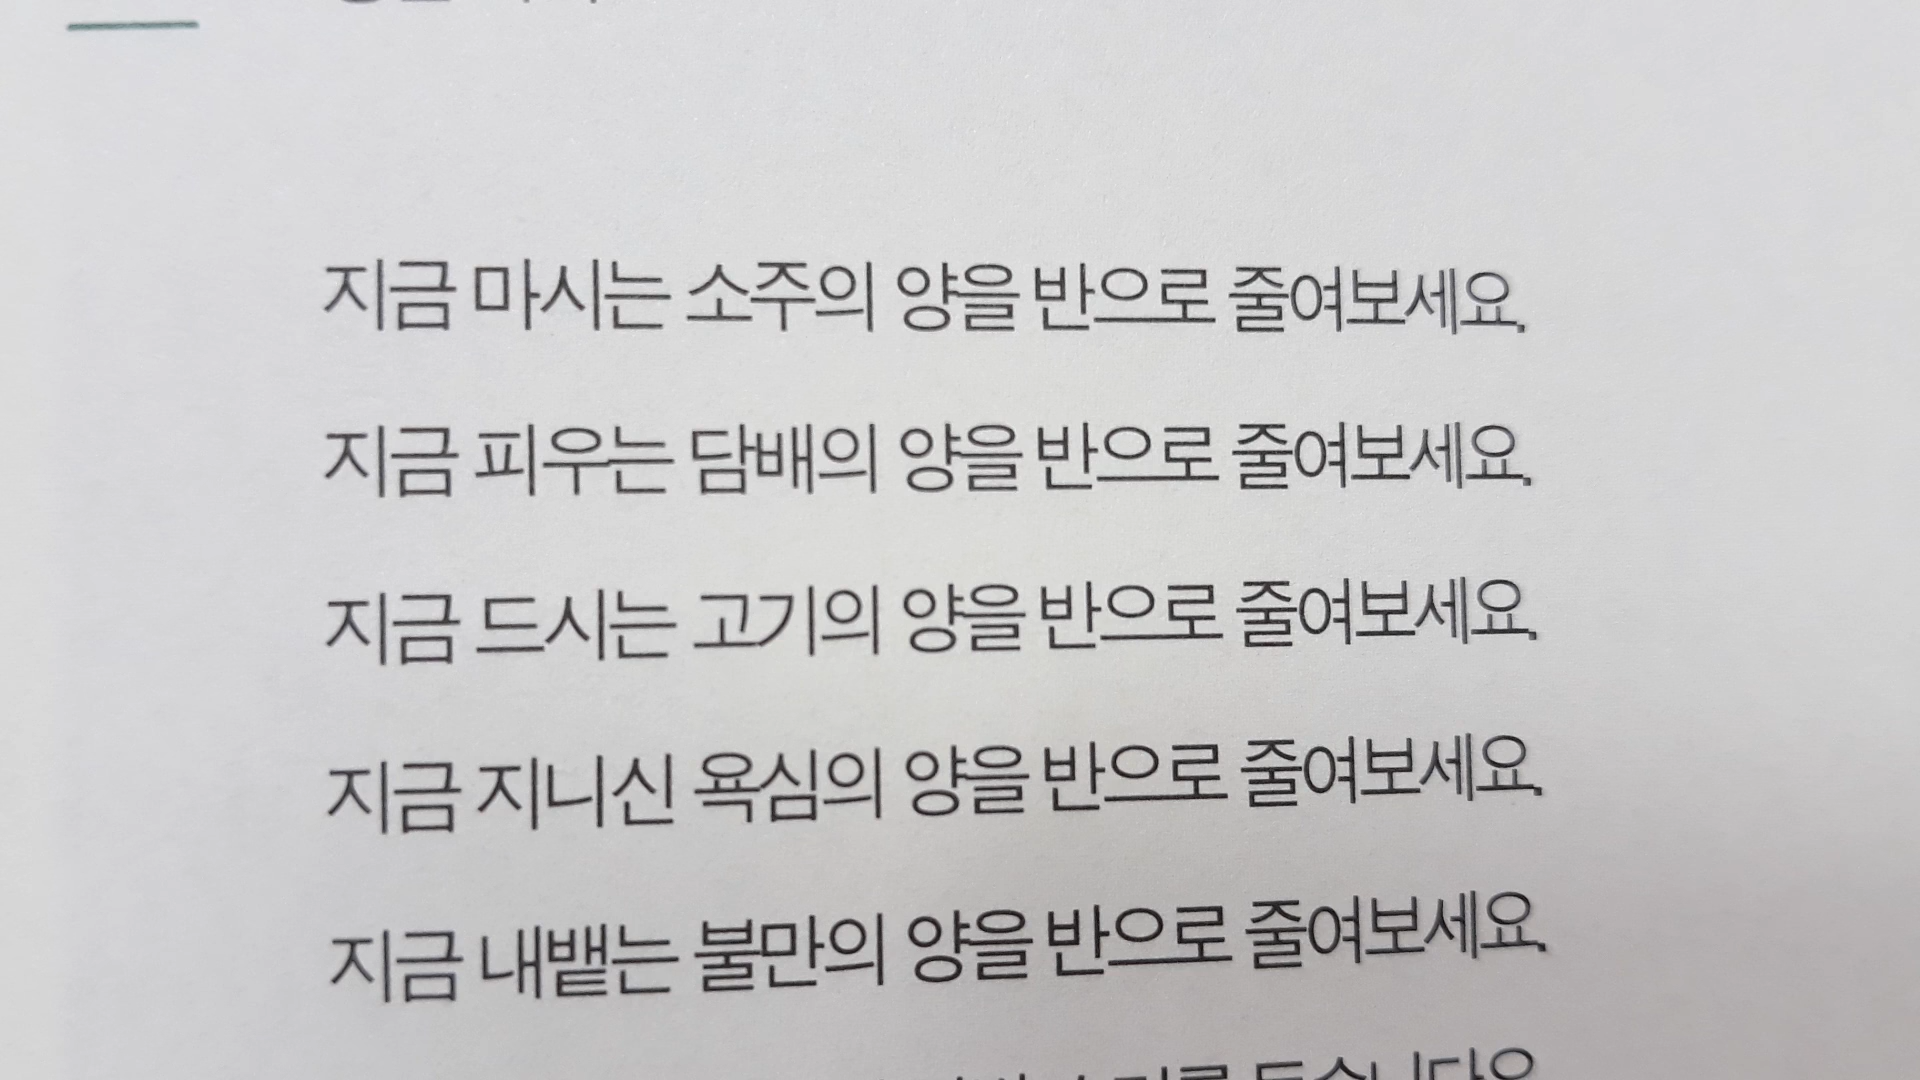 지금 마시는 소주의 양을 반으로 줄여보세요.
지금 피우는 담배의 양을 반으로 줄여보세요.
지금 드시는 고기의 양을 반으로 줄여보세요.
지금 지니신 욕심의 양을 반으로 줄여보세요.
지금 내뱉는 불만의 양을 반으로 줄여보세요.